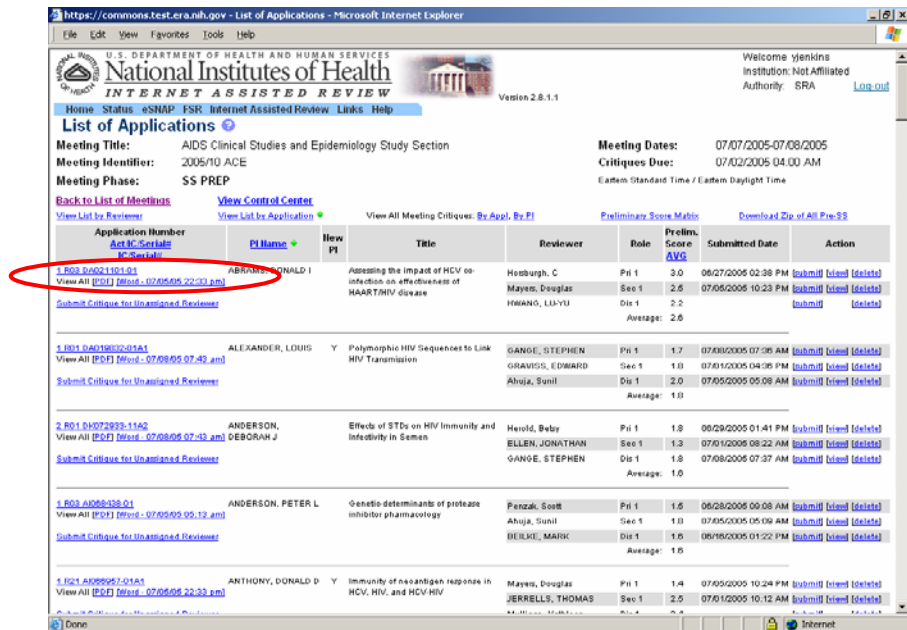 https://commons.test.era.nih.gov - List of Applications - Microsoft Internet Explorer
File Edit View Favorites Tools Help
U.S. DEPARTMENT OF HEALTH AND HUMAN SERVICES
National Institutes of Health
INTERNET ASSISTED REVIEW
Version 2.8.1.1
Welcome yjenkins
Institution: Not Affiliated
Authority: SRA Log-out
Home Status eSNAP FSR Internet Assisted Review Links Help
List of Applications ?
Meeting Title: AIDS Clinical Studies and Epidemiology Study Section Meeting Dates: 07/07/2005-07/08/2005
Meeting Identifier: 2005/10 ACE Critiques Due: 07/02/2005 04:00 AM
Meeting Phase: SS PREP Eastern Standard Time / Eastern Daylight Time
Back to List of Meetings View Control Center
View List by Reviewer View List by Application View All Meeting Critiques: By Appl, By PI Preliminary Score Matrix Download Zip of All Pre-SS
Application Number
Act IC/Serial#
IC/Serial# PI Name New PI Title Reviewer Role Prelim. Score AVG Submitted Date Action
1 R03 DA021101-01 ABRAMS, DONALD I Assessing the impact of HCV co- Horsburgh, C Pri 1 3.0 06/27/2005 02:38 PM [submit] [view] [delete]
View All [PDF] [Word - 07/05/05 22:33 pm] infection on effectiveness of Mayers, Douglas Sec 1 2.5 07/05/2005 10:23 PM [submit] [view] [delete]
HAART/HIV disease
Submit Critique for Unassigned Reviewer HWANG, LU-YU Dis 1 2.2 [submit] [delete]
Average: 2.6
1 R01 DA019832-01A1 ALEXANDER, LOUIS Y Polymorphic HIV Sequences to Link GANGE, STEPHEN Pri 1 1.7 07/08/2005 07:36 AM [submit] [view] [delete]
View All [PDF] [Word - 07/08/05 07:43 am] HIV Transmission GRAVISS, EDWARD Sec 1 1.8 07/01/2005 04:36 PM [submit] [view] [delete]
Submit Critique for Unassigned Reviewer Ahuja, Sunil Dis 1 2.0 07/05/2005 05:08 AM [submit] [view] [delete]
Average: 1.8
2 R01 DK072933-11A2 ANDERSON, Effects of STDs on HIV Immunity and Herold, Betsy Pri 1 1.8 06/29/2005 01:41 PM [submit] [view] [delete]
View All [PDF] [Word - 07/08/05 07:43 am] DEBORAH J Infectivity in Semen ELLEN, JONATHAN Sec 1 1.3 07/01/2005 08:22 AM [submit] [view] [delete]
Submit Critique for Unassigned Reviewer GANGE, STEPHEN Dis 1 1.8 07/08/2005 07:37 AM [submit] [view] [delete]
Average: 1.6
1 R03 AI068438-01 ANDERSON, PETER L Genetic determinants of protease Penzak, Scott Pri 1 1.5 06/28/2005 09:08 AM [submit] [view] [delete]
View All [PDF] [Word - 07/05/05 05:13 am] inhibitor pharmacology Ahuja, Sunil Sec 1 1.8 07/05/2005 05:09 AM [submit] [view] [delete]
Submit Critique for Unassigned Reviewer BEILKE, MARK Dis 1 1.6 06/16/2005 01:22 PM [submit] [view] [delete]
Average: 1.6
1 R21 AI066957-01A1 ANTHONY, DONALD D Y Immunity of neoantigen response in Mayers, Douglas Pri 1 1.4 07/05/2005 10:24 PM [submit] [view] [delete]
View All [PDF] [Word - 07/05/05 22:33 pm] HCV, HIV, and HCV-HIV JERRELLS, THOMAS Sec 1 2.5 07/01/2005 10:12 AM [submit] [view] [delete]
Done Internet